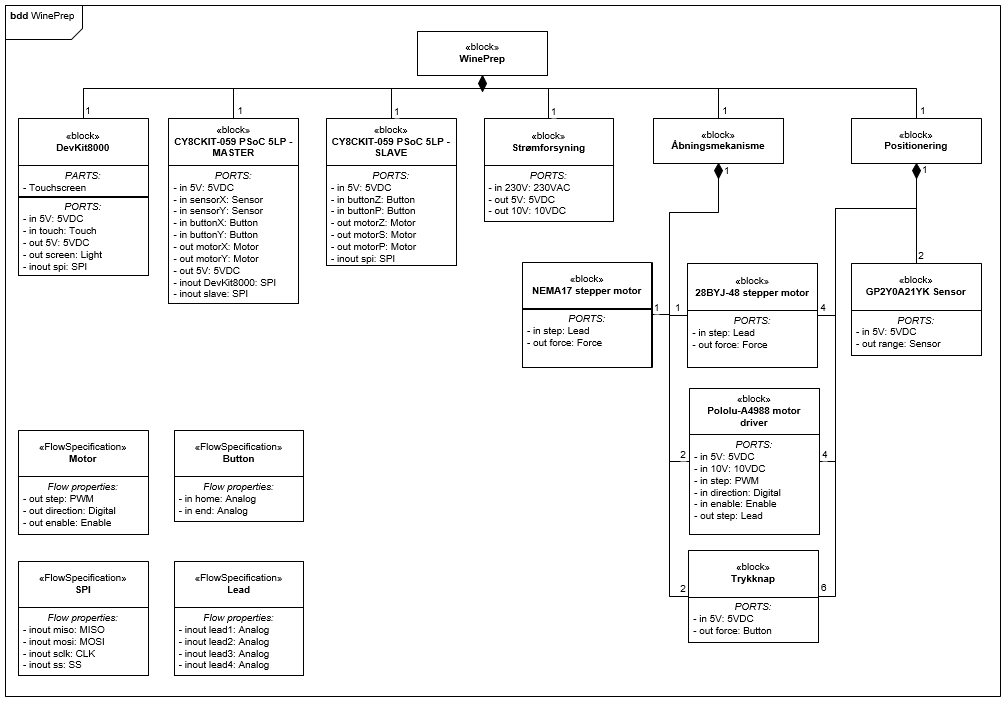 bdd WinePrep
«block»
WinePrep
1
1
1
1
1
1
«block»
DevKit8000
PARTS:
- Touchscreen
PORTS:
- in 5V: 5VDC
- in touch: Touch
- out 5V: 5VDC
- out screen: Light
- inout spi: SPI
«block»
CY8CKIT-059 PSoC 5LP -
MASTER
PORTS:
- in 5V: 5VDC
- in sensorX: Sensor
- in sensorY: Sensor
- in buttonX: Button
- in buttonY: Button
- out motorX: Motor
- out motorY: Motor
- out 5V: 5VDC
- inout DevKit8000: SPI
- inout slave: SPI
«block»
CY8CKIT-059 PSoC 5LP -
SLAVE
PORTS:
- in 5V: 5VDC
- in buttonZ: Button
- in buttonP: Button
- out motorZ: Motor
- out motorS: Motor
- out motorP: Motor
- inout spi: SPI
«block»
Strømforsyning
PORTS:
- in 230V: 230VAC
- out 5V: 5VDC
- out 10V: 10VDC
«block»
Åbningsmekanisme
1
«block»
Positionering
1
2
«block»
NEMA17 stepper motor
PORTS:
- in step: Lead
- out force: Force
1
1
«block»
28BYJ-48 stepper motor
PORTS:
- in step: Lead
- out force: Force
4
«block»
GP2Y0A21YK Sensor
PORTS:
- in 5V: 5VDC
- out range: Sensor
«block»
Pololu-A4988 motor
driver
PORTS:
- in 5V: 5VDC
- in 10V: 10VDC
- in step: PWM
- in direction: Digital
- in enable: Enable
- out step: Lead
2
4
«block»
Trykknap
PORTS:
- in 5V: 5VDC
- out force: Button
2
6
«FlowSpecification»
Motor
Flow properties:
- out step: PWM
- out direction: Digital
- out enable: Enable
«FlowSpecification»
Button
Flow properties:
- in home: Analog
- in end: Analog
«FlowSpecification»
SPI
Flow properties:
- inout miso: MISO
- inout mosi: MOSI
- inout sclk: CLK
- inout ss: SS
«FlowSpecification»
Lead
Flow properties:
- inout lead1: Analog
- inout lead2: Analog
- inout lead3: Analog
- inout lead4: Analog